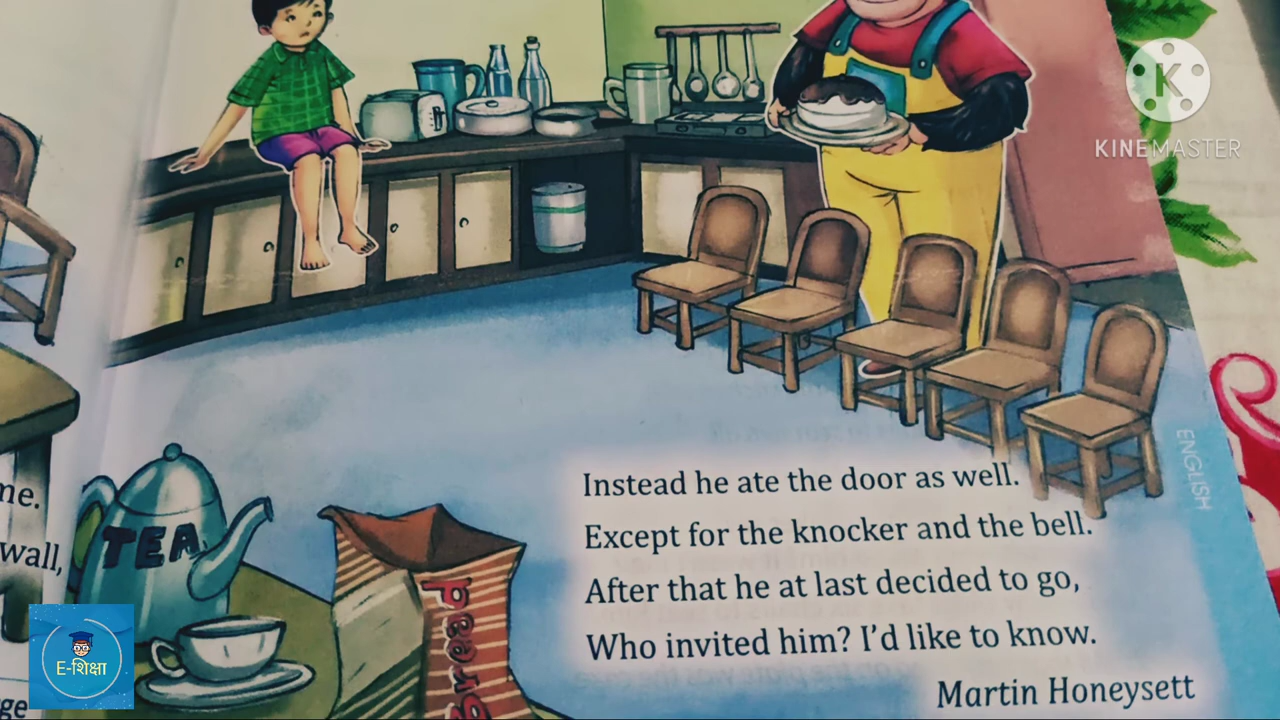 KINEMASTER
K
ENGLISH
me.
wall,
TEA
bread
Instead he ate the door as well.
Except for the knocker and the bell.
After that he at last decided to go,
Who invited him? I'd like to know.
Martin Honeysett
E-शिक्षा